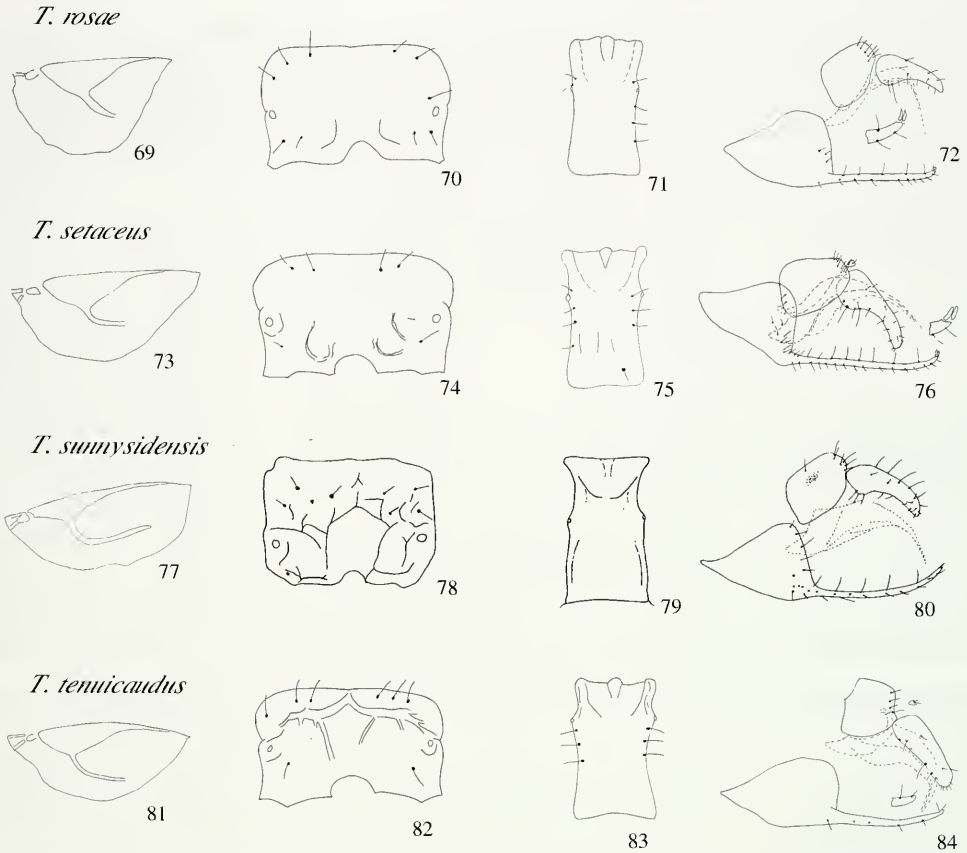 T. rosae
69 70 71 72
T. setaceus
73 74 75 76
T. sunnysidensis
77 78 79 80
T. tenuicaudus
81 82 83 84